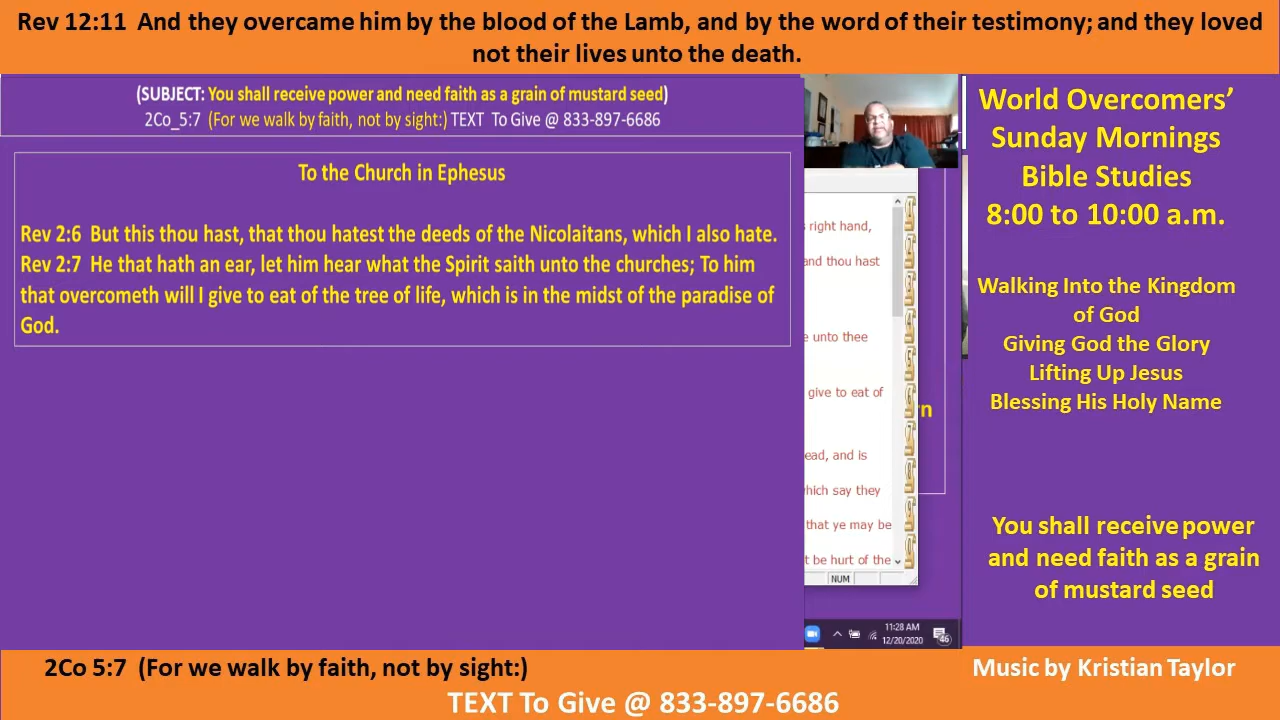 Rev 12:11  And they overcame him by the blood of the Lamb, and by the word of their testimony; and they loved
not their lives unto the death.
(SUBJECT: You shall receive power and need faith as a grain of mustard seed)
2Co_5:7  (For we walk by faith, not by sight:) TEXT  To Give @ 833-897-6686
To the Church in Ephesus
Rev 2:6  But this thou hast, that thou hatest the deeds of the Nicolaitans, which I also hate.
Rev 2:7  He that hath an ear, let him hear what the Spirit saith unto the churches; To him
that overcometh will I give to eat of the tree of life, which is in the midst of the paradise of
God.
right hand,
and thou hast
unto thee
give to eat of
and is
which say they
that ye may be
be hurt of the
NUM
11:28 AM
12/20/2020
46
World Overcomers’
Sunday Mornings
Bible Studies
8:00 to 10:00 a.m.
Walking Into the Kingdom
of God
Giving God the Glory
Lifting Up Jesus
Blessing His Holy Name
You shall receive power
and need faith as a grain
of mustard seed
2Co 5:7  (For we walk by faith, not by sight:)
Music by Kristian Taylor
TEXT To Give @ 833-897-6686